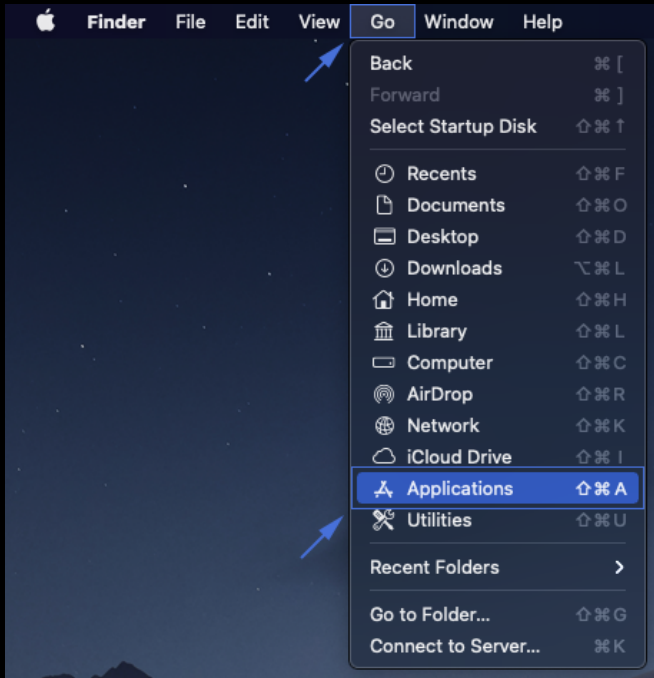 Finder File Edit View Go Window Help
Back ⌘ [
Forward ⌘ ]
Select Startup Disk ⇧⌘↑
Recents ⇧⌘F
Documents ⇧⌘O
Desktop ⇧⌘D
Downloads ⌥⌘L
Home ⇧⌘H
Library ⇧⌘L
Computer ⇧⌘C
AirDrop ⇧⌘R
Network ⇧⌘K
iCloud Drive ⇧⌘I
Applications ⇧⌘A
Utilities ⇧⌘U
Recent Folders >
Go to Folder... ⇧⌘G
Connect to Server... ⌘K